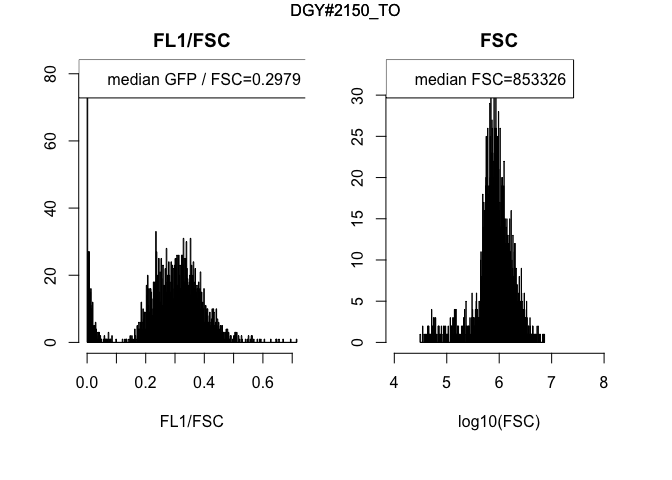 DGY#2150_TO
FL1/FSC
median GFP / FSC=0.2979
80
60
40
20
0
0.0 0.2 0.4 0.6
FL1/FSC
FSC
median FSC=853326
30
25
20
15
10
5
0
4 5 6 7 8
log10(FSC)